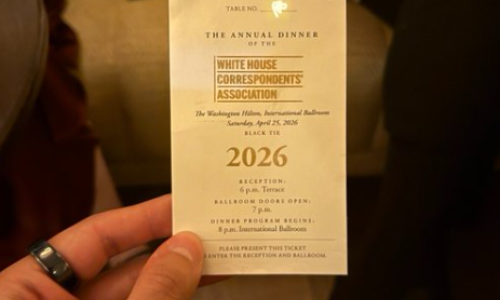 TABLE NO.
THE ANNUAL DINNER
OF THE
WHITE HOUSE
CORRESPONDENTS'
ASSOCIATION
The Washington Hilton, International Ballroom
Saturday, April 25, 2026
BLACK TIE
2026
RECEPTION:
6 p.m. Terrace
BALLROOM DOORS OPEN:
7 p.m.
DINNER PROGRAM BEGINS:
8 p.m. International Ballroom
PLEASE PRESENT THIS TICKET
ENTER THE RECEPTION AND BALLROOM.